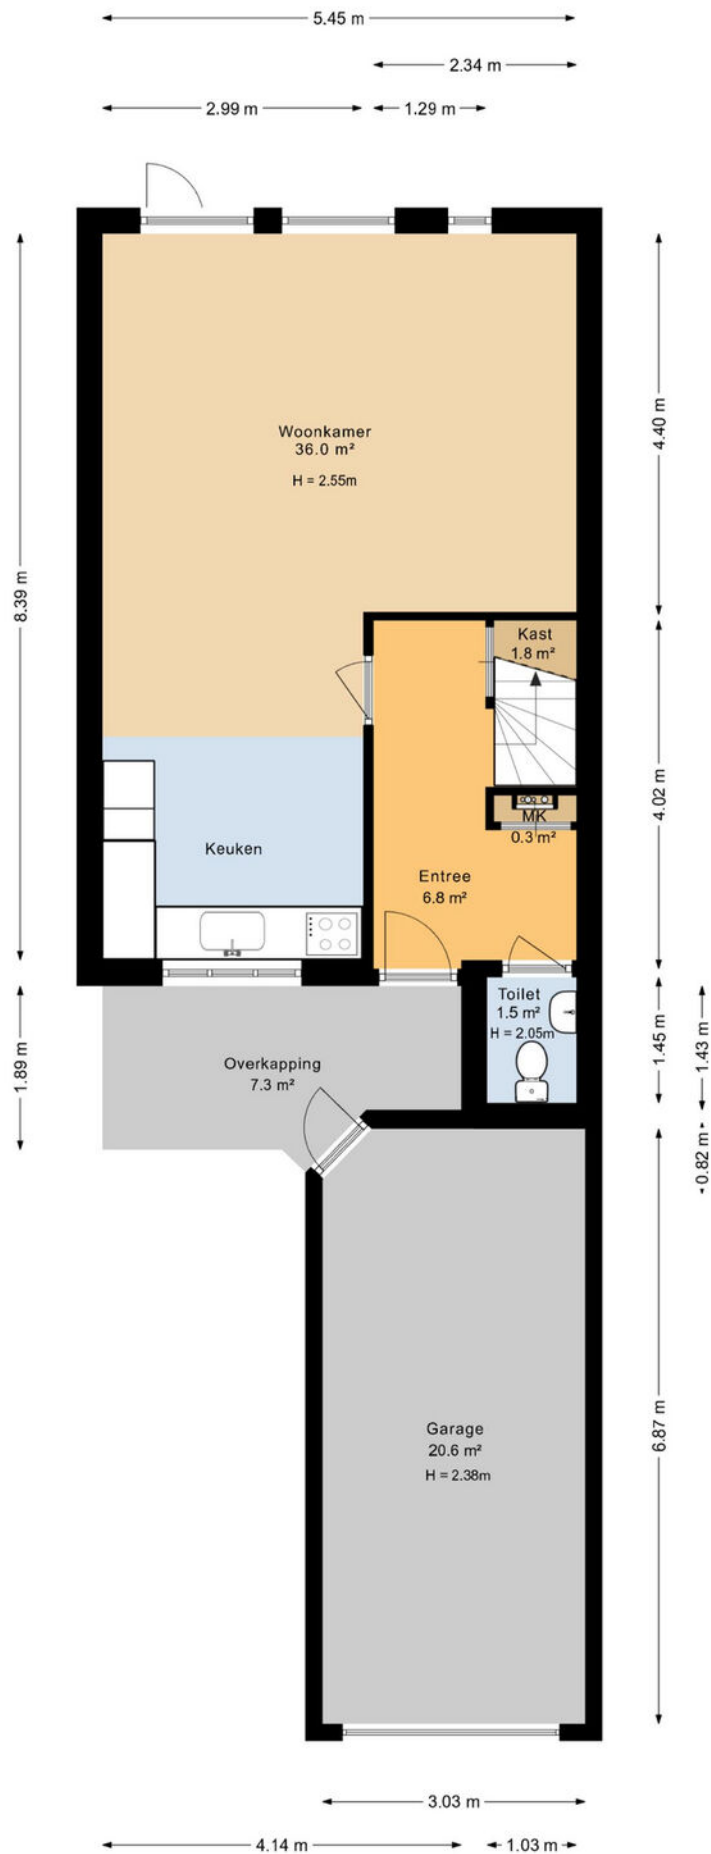 5.45 m
2.34 m
2.99 m
1.29 m
Woonkamer
36.0 m²
H = 2.55m
4.40 m
8.39 m
Kast
1.8 m²
4.02 m
MK
0.3 m²
Keuken
Entree
6.8 m²
Toilet
1.5 m²
H = 2.05m
1.89 m
1.45 m
1.43 m
Overkapping
7.3 m²
0.82 m
Garage
20.6 m²
H = 2.38m
6.87 m
3.03 m
4.14 m
1.03 m